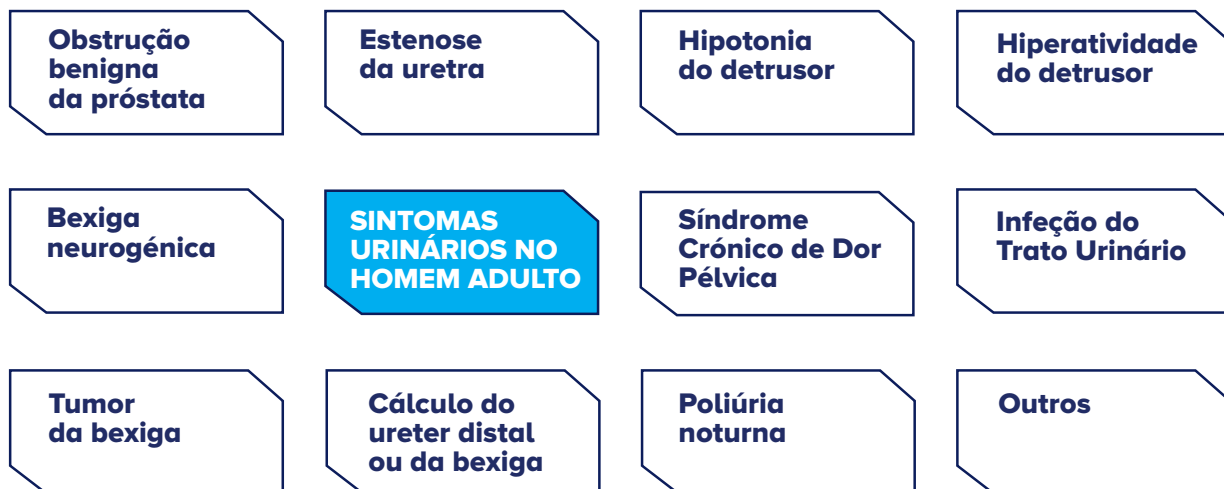 Obstrução
benigna
da próstata
Estenose
da uretra
Hipotonia
do detrusor
Hiperatividade
do detrusor
Bexiga
neurogénica
SINTOMAS
URINÁRIOS NO
HOMEM ADULTO
Síndrome
Crónico de Dor
Pélvica
Infeção do
Trato Urinário
Tumor
da bexiga
Cálculo do
ureter distal
ou da bexiga
Poliúria
noturna
Outros